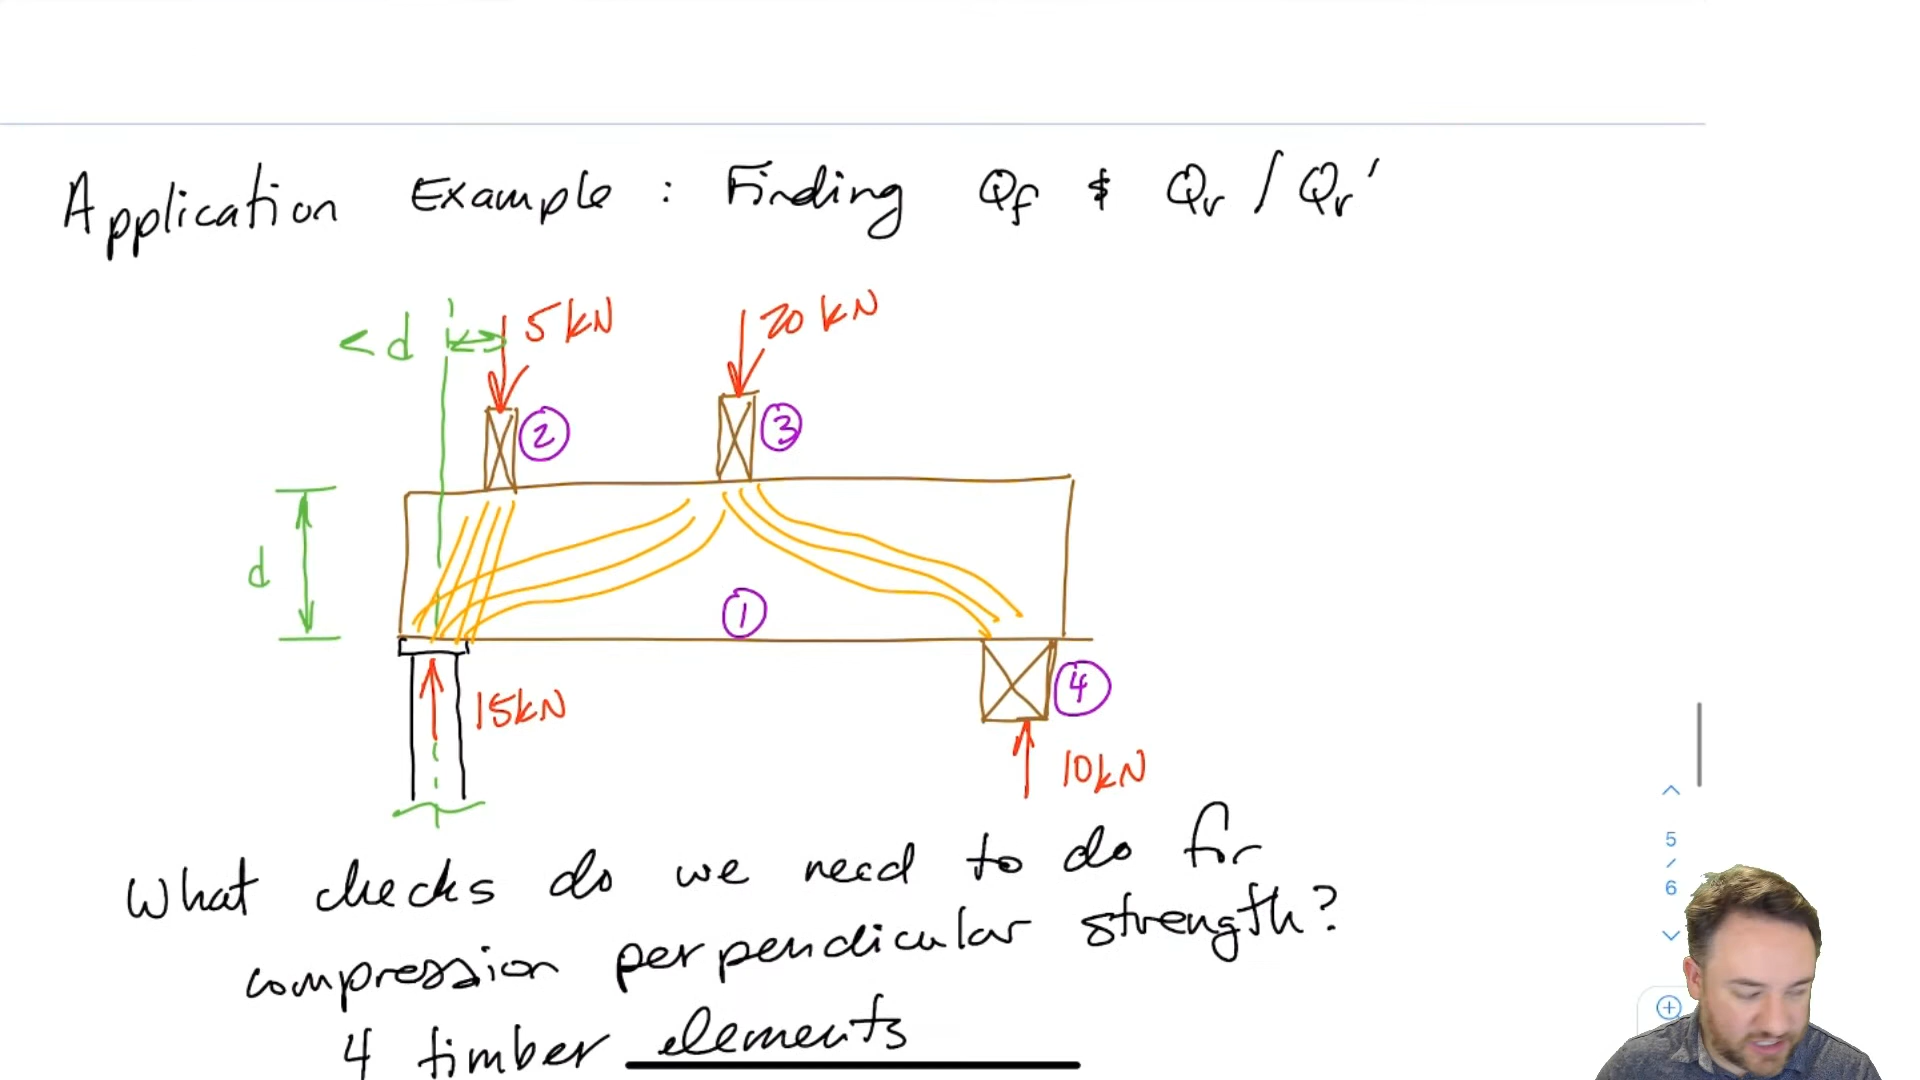 Application Example : Finding Qf & Qr / Qr'
< d
5 kN
20 kN
2
3
d
1
15kN
4
10kN
What checks do we need to do for
compression perpendicular strength?
4 timber elements
5
/
6